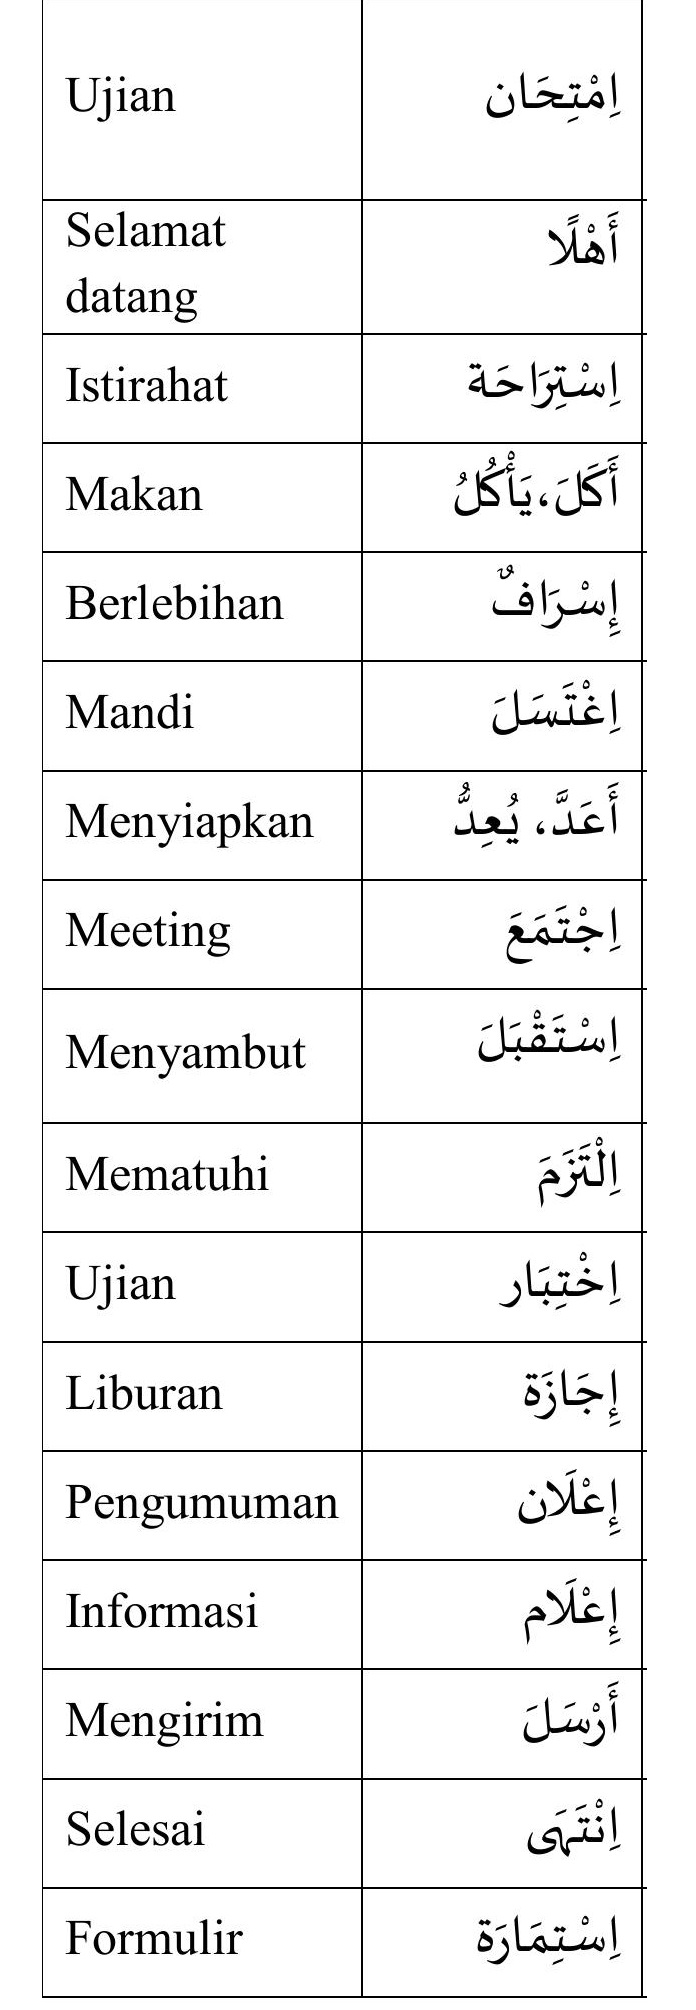 Ujian اِمْتِحَان
Selamat أَهْلًا
datang
Istirahat اِسْتِرَاحَة
Makan أَكَلَ، يَأْكُلُ
Berlebihan إِسْرَافٌ
Mandi اِغْتَسَلَ
Menyiapkan أَعَدَّ، يُعِدُّ
Meeting اِجْتَمَعَ
Menyambut اِسْتَقْبَلَ
Mematuhi اِلْتَزَمَ
Ujian اِخْتِبَار
Liburan إِجَازَة
Pengumuman إِعْلَان
Informasi إِعْلَام
Mengirim أَرْسَلَ
Selesai اِنْتَهَى
Formulir اِسْتِمَارَة